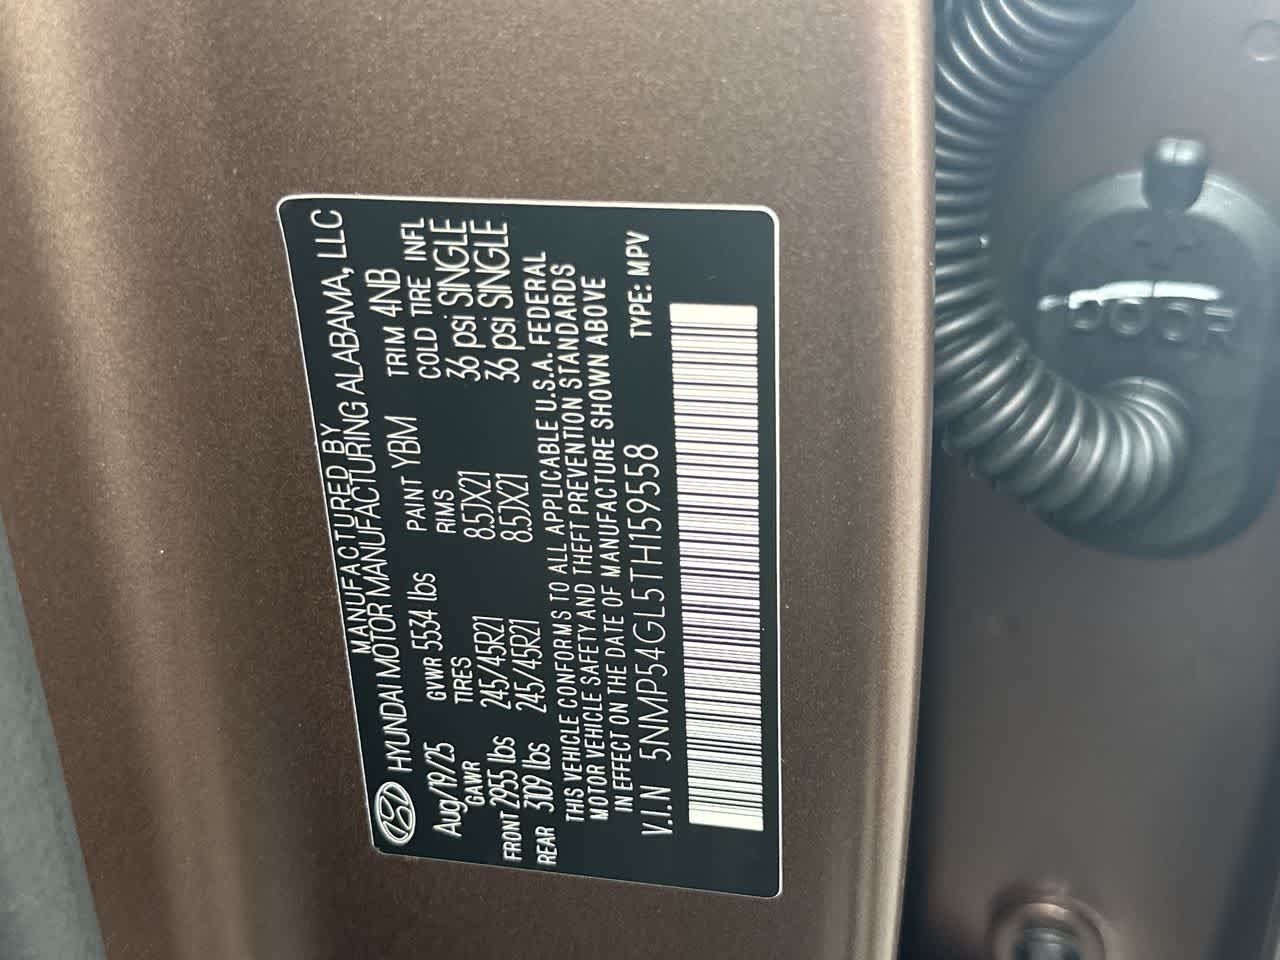 MANUFACTURED BY
HYUNDAI MOTOR MANUFACTURING ALABAMA, LLC
Aug/19/25 GVWR 5534 lbs PAINT YBM TRIM 4NB
GAWR TIRES RIMS COLD TIRE INFL
FRONT 2955 lbs 245/45R21 8.5JX21 36 psi SINGLE
REAR 3109 lbs 245/45R21 8.5JX21 36 psi SINGLE
THIS VEHICLE CONFORMS TO ALL APPLICABLE U.S.A. FEDERAL
MOTOR VEHICLE SAFETY AND THEFT PREVENTION STANDARDS
IN EFFECT ON THE DATE OF MANUFACTURE SHOWN ABOVE
V.I.N 5NMP54GL5TH159558 TYPE: MPV
DOOR